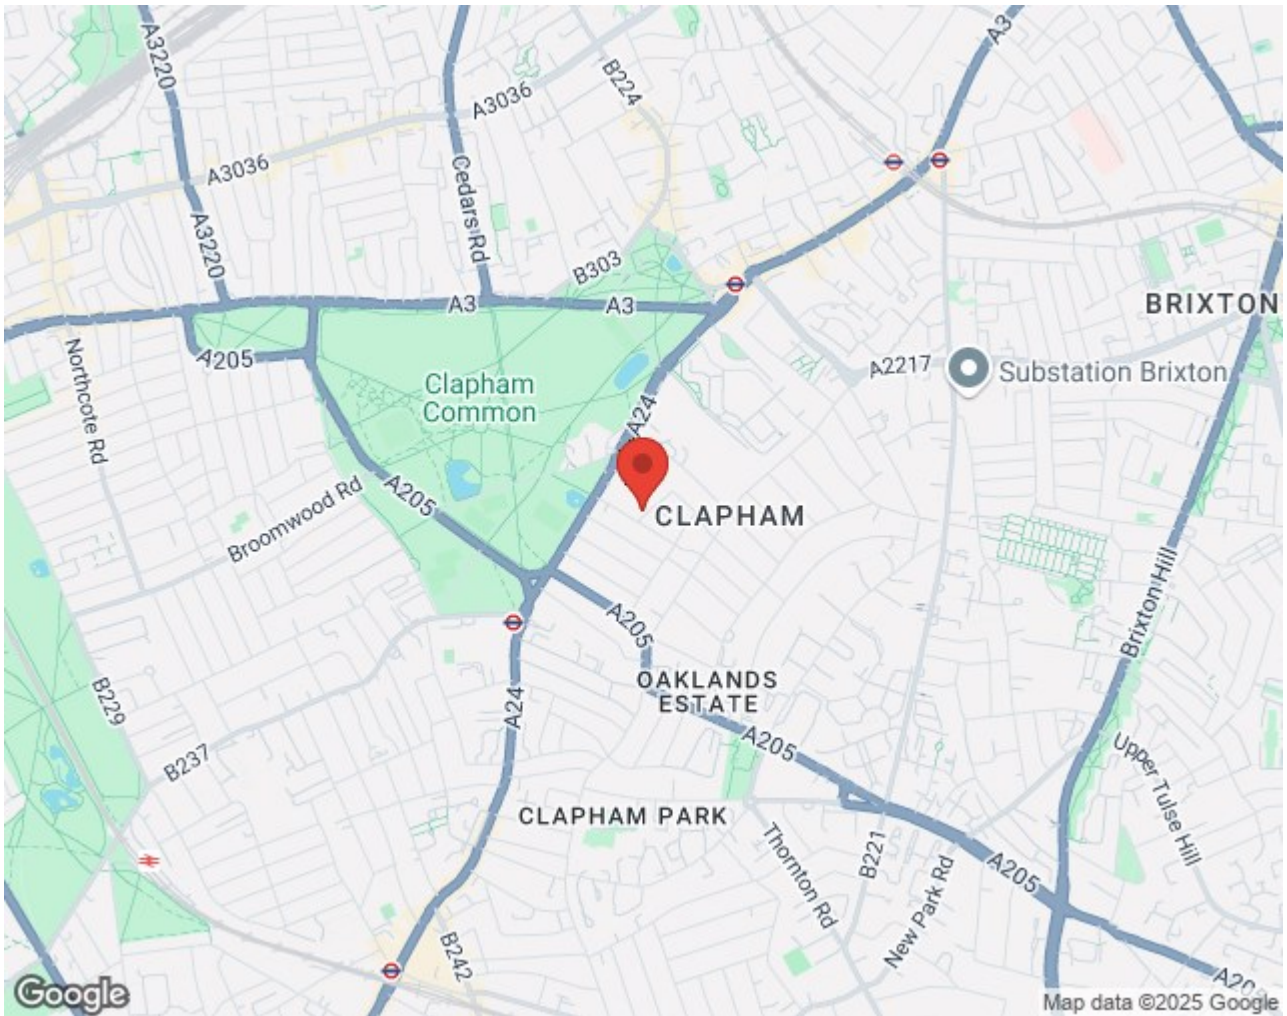 A3220
A3
B224
A3036
A3036
Cedars Rd
A3220
B303
BRIXTON
A3
A3
A205
Northcote Rd
A2217
Substation Brixton
Clapham
Common
A24
Broomwood Rd
A205
CLAPHAM
Brixton Hill
A205
OAKLANDS
ESTATE
B229
A24
A205
B237
Upper Tulse Hill
CLAPHAM PARK
Thornton Rd
B221
New Park Rd
A205
B242
A205
Google
Map data ©2025 Google